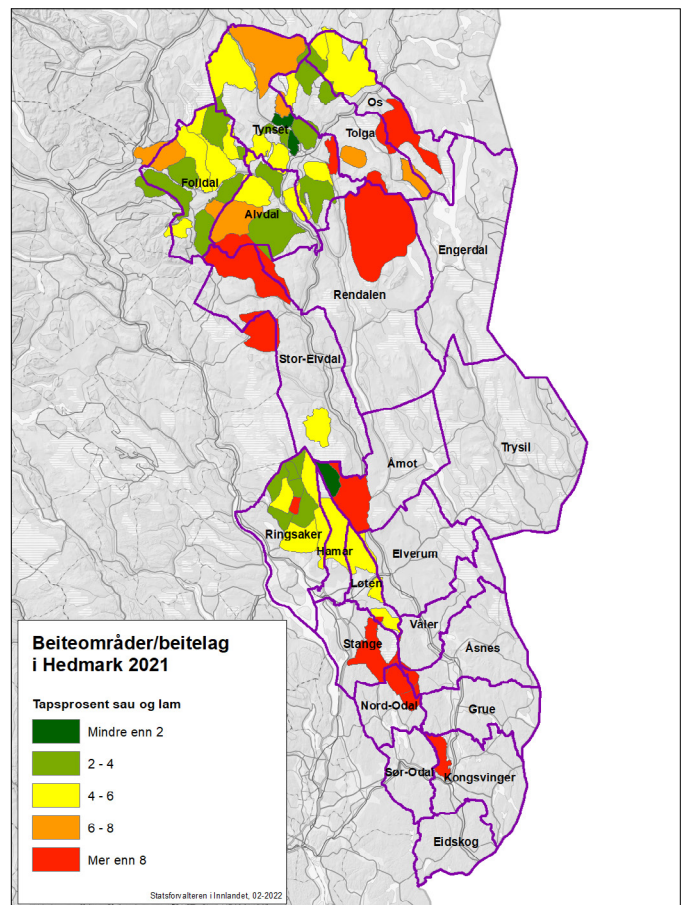 Os
Tynset
Tolga
Folldal
Alvdal
Engerdal
Rendalen
Stor-Elvdal
Trysil
Åmot
Ringsaker
Hamar
Elverum
Løten
Våler
Stange
Åsnes
Nord-Odal
Grue
Sør-Odal
Kongsvinger
Eidskog
Beiteområder/beitelag
i Hedmark 2021
Tapsprosent sau og lam
Mindre enn 2
2 - 4
4 - 6
6 - 8
Mer enn 8
Statsforvalteren i Innlandet, 02-2022